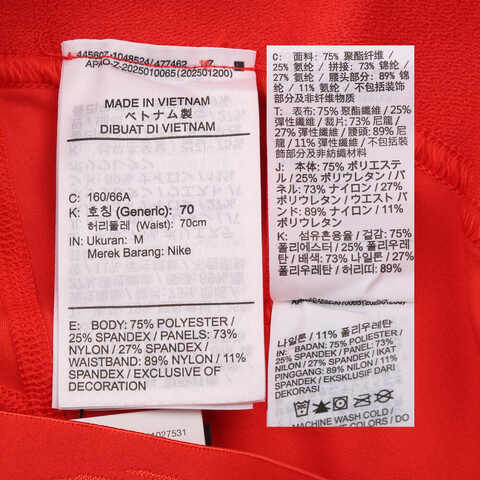 44560Z-1048524/477462
APAO-Z-2025010065(20250120 0)
MADE IN VIETNAM
ベトナム製
DIBUAT DI VIETNAM
C: 160/66A
K: 호칭 (Generic): 70
허리둘레 (Waist): 70cm
IN: Ukuran: M
Merek Barang: Nike
E: BODY: 75% POLYESTER/
25% SPANDEX / PANELS: 73%
NYLON / 27% SPANDEX/
WAISTBAND: 89% NYLON / 11%
SPANDEX/EXCLUSIVE OF
DECORATION
1027531
C: 面料: 75% 聚酯纤维 /
25% 氨纶 / 拼接: 73% 锦纶 /
27% 氨纶 / 腰头部分: 89% 锦
纶 / 11% 氨纶/不包括装饰
部分及非纤维物质
T: 表布: 75% 聚酯纖維 / 25%
彈性纖維 / 裁片: 73% 尼龍 /
27% 彈性纖維 / 腰頭: 89% 尼
龍 / 11% 彈性纖維/不包括裝
飾部分及非紡織材料
J: 本体: 75% ポリエステ
ル / 25% ポリウレタン / パ
ネル: 73% ナイロン / 27%
ポリウレタン / ウエスト バ
ンド: 89% ナイロン / 11%
ポリウレタン
K: 섬유혼용율 / 겉감: 75%
폴리에스터 / 25% 폴리우레
탄 / 배색: 73% 나일론 / 27%
폴리우레탄 / 허리띠: 89%
나일론 / 11% 폴리우레탄
IN: BADAN: 75% POLIESTER /
25% SPANDEX / PANEL: 73%
NILON / 27% SPANDEX / IKAT
PINGGANG: 89% NILON / 11%
SPANDEX / EKSKLUSIF DARI
DEKORASI
MACHINE WASH COLD /